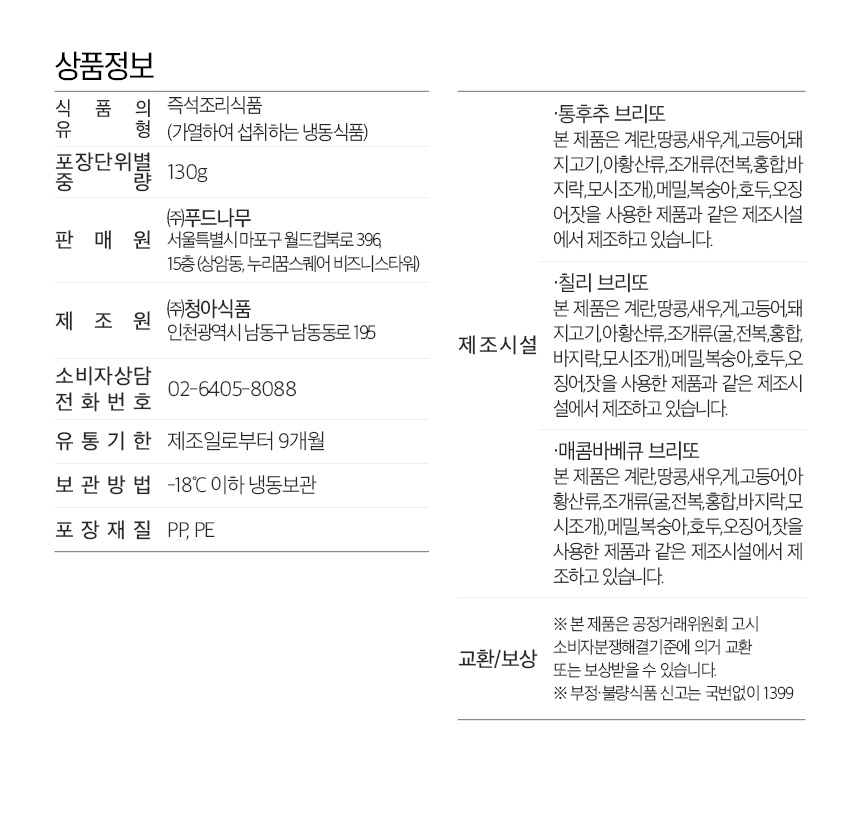 상품정보
식 품 의
유 형
즉석조리식품
(가열하여 섭취하는 냉동식품)
포장단위별
중 량
130g
판 매 원
㈜푸드나무
서울특별시 마포구 월드컵북로 396,
15층 (상암동, 누리꿈스퀘어 비즈니스타워)
제 조 원
㈜청아식품
인천광역시 남동구 남동동로 195
소비자상담
전 화 번 호
02-6405-8088
유 통 기 한
제조일로부터 9개월
보 관 방 법
-18℃ 이하 냉동보관
포 장 재 질
PP, PE
제조시설
·통후추 브리또
본 제품은 계란,땅콩,새우,게,고등어,돼
지고기,아황산류,조개류(전복,홍합,바
지락,모시조개),메밀,복숭아,호두,오징
어,잣을 사용한 제품과 같은 제조시설
에서 제조하고 있습니다.
·칠리 브리또
본 제품은 계란,땅콩,새우,게,고등어,돼
지고기,아황산류,조개류(굴,전복,홍합,
바지락,모시조개),메밀,복숭아,호두,오
징어,잣을 사용한 제품과 같은 제조시
설에서 제조하고 있습니다.
·매콤바베큐 브리또
본 제품은 계란,땅콩,새우,게,고등어,아
황산류,조개류(굴,전복,홍합,바지락,모
시조개),메밀,복숭아,호두,오징어,잣을
사용한 제품과 같은 제조시설에서 제
조하고 있습니다.
교환/보상
※ 본 제품은 공정거래위원회 고시
소비자분쟁해결기준에 의거 교환
또는 보상받을 수 있습니다.
※ 부정·불량식품 신고는 국번없이 1399